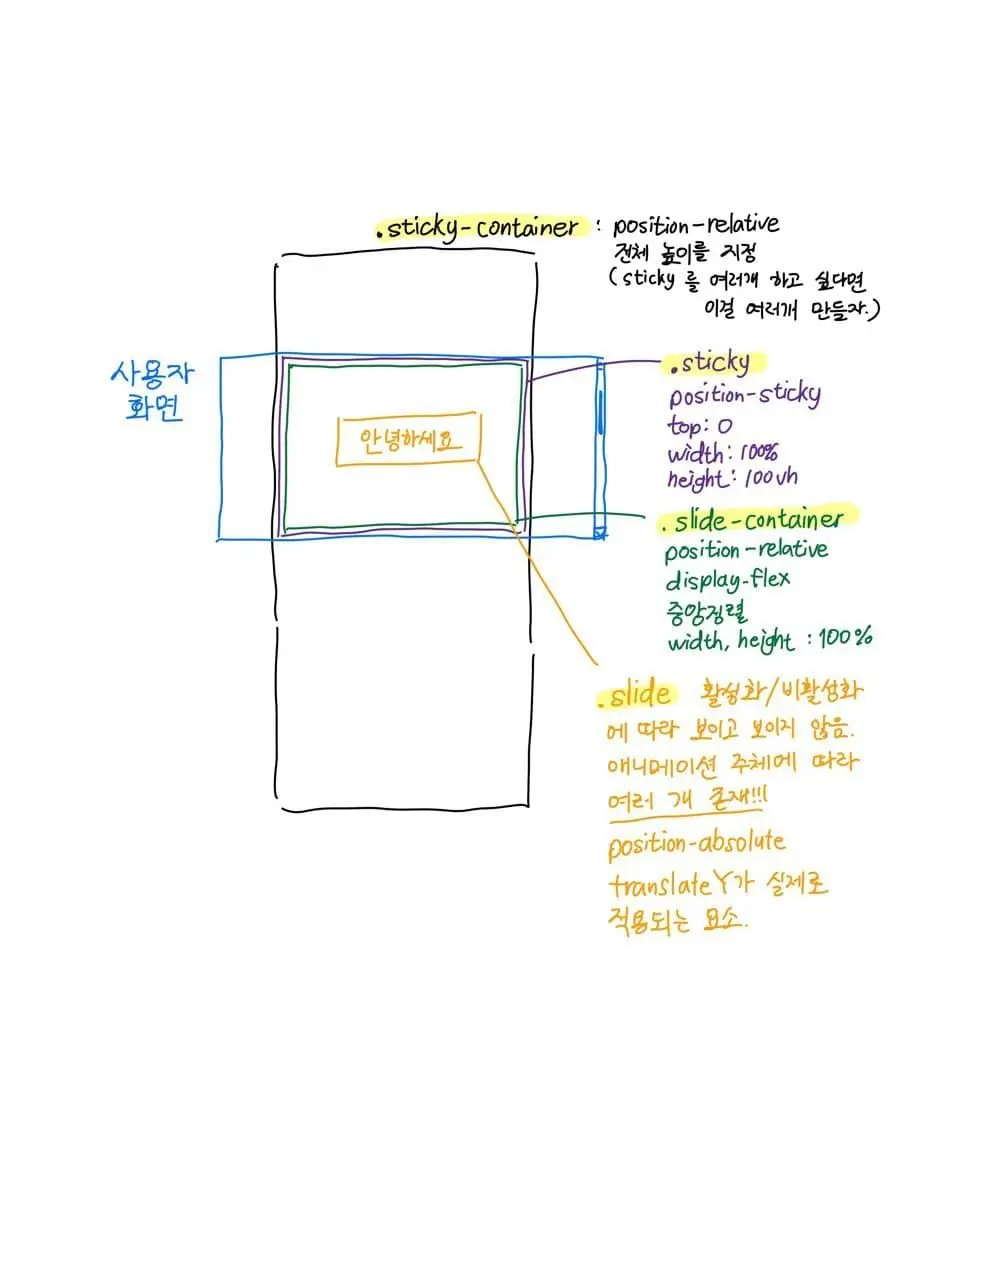 .sticky-container : position-relative
전체 높이를 지정
(sticky 를 여러개 하고 싶다면
이걸 여러개 만들자.)
사용자
화면
안녕하세요
.sticky
position-sticky
top: 0
width: 100%
height: 100vh
.slide-container
position-relative
display-flex
중앙정렬
width, height : 100%
.slide 활성화/비활성화
에 따라 보이고 보이지 않음.
애니메이션 주체에 따라
여러 개 존재!!!
position-absolute
translateY가 실제로
적용되는 요소.